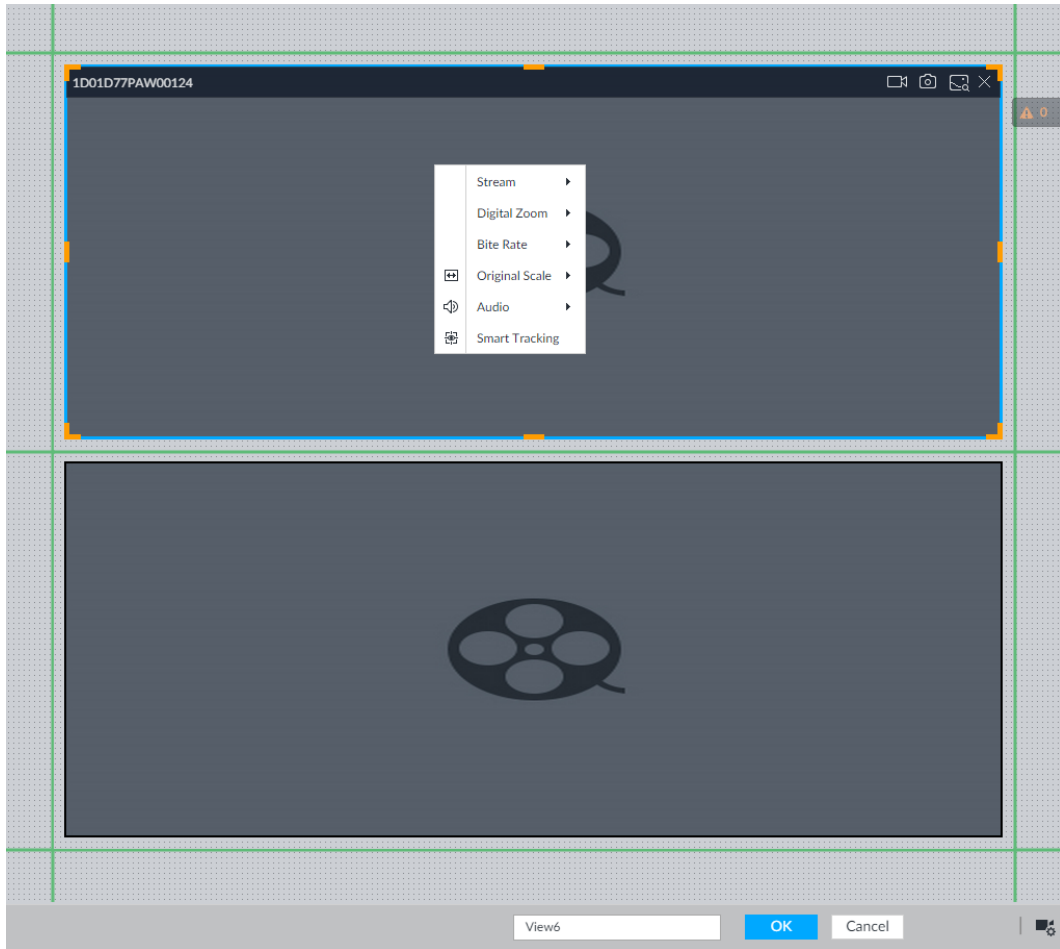 1D01D77PAW00124
0
Stream
Digital Zoom
Bite Rate
Original Scale
Audio
Smart Tracking
View6
OK
Cancel